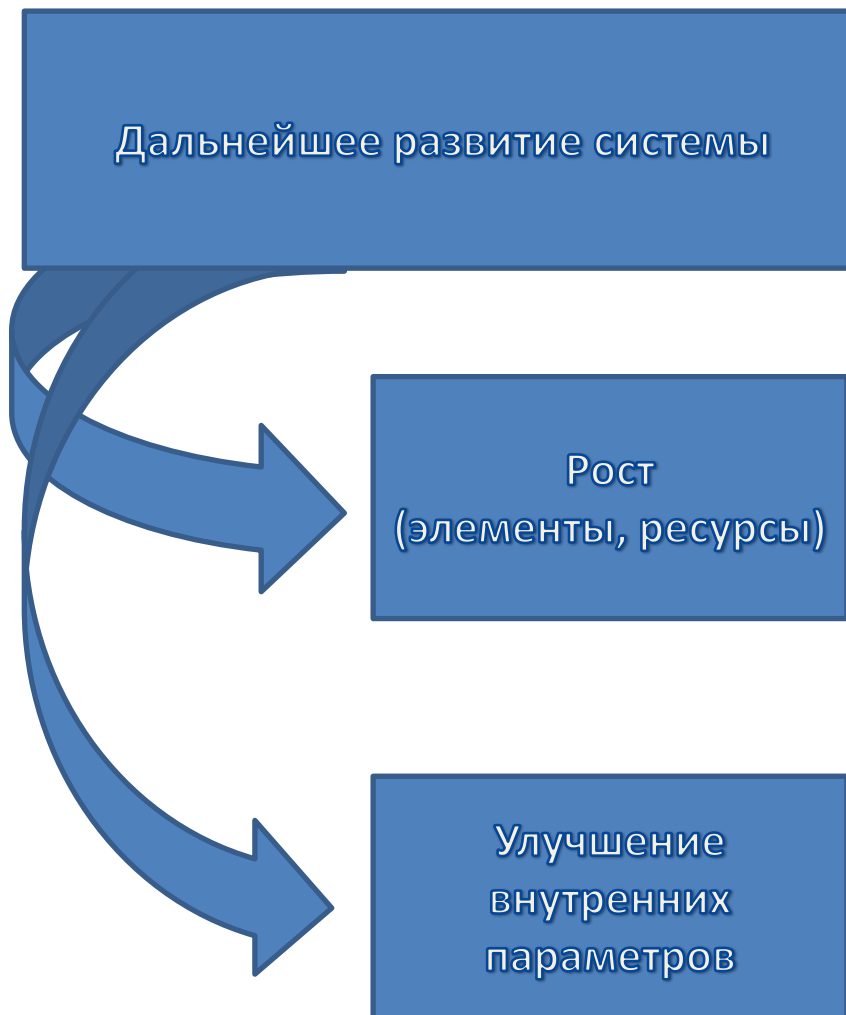 Дальнейшее развитие системы
Рост
(элементы, ресурсы)
Улучшение
внутренних
параметров